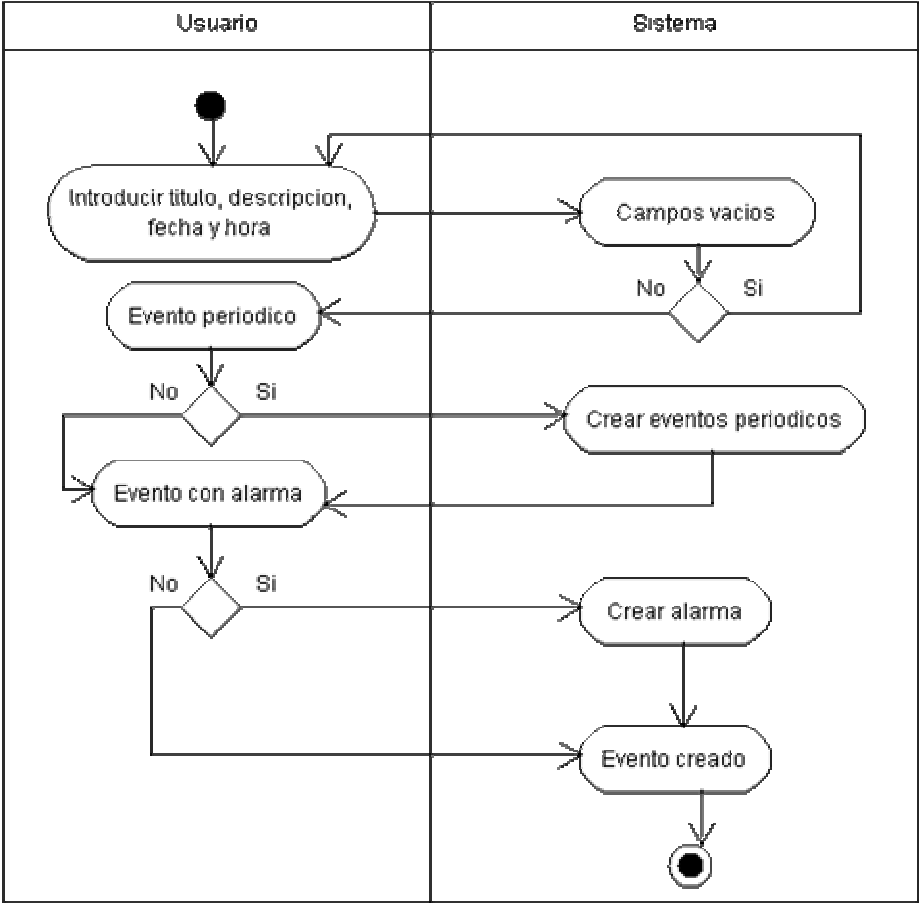 Usuario
Sistema
Introducir titulo, descripcion,
fecha y hora
Campos vacios
No
Si
Evento periodico
No
Si
Crear eventos periodicos
Evento con alarma
No
Si
Crear alarma
Evento creado